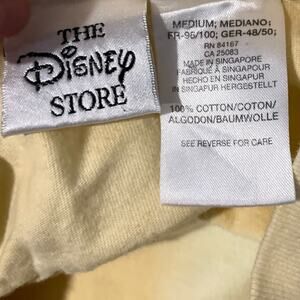 THE
Disney
STORE
MEDIUM; MEDIANO;
FR-96/100; GER-48/50;
RN 84167
CA 25083
MADE IN SINGAPORE
FABRIQUÉ À SINGAPOUR
HECHO EN SINGAPUR
IN SINGAPUR HERGESTELLT
100% COTTON/COTON/
ALGODON/BAUMWOLLE
SEE REVERSE FOR CARE